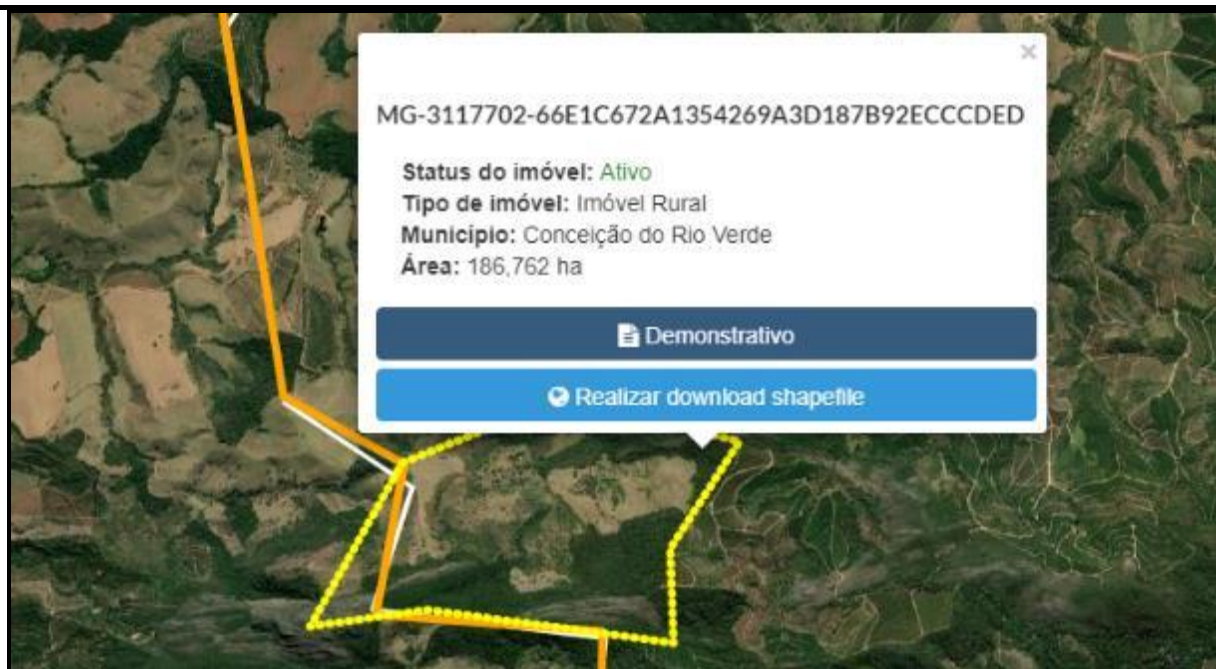 ×
MG-3117702-66E1C672A1354269A3D187B92ECCCDED
Status do imóvel: Ativo
Tipo de imóvel: Imóvel Rural
Município: Conceição do Rio Verde
Área: 186,762 ha
Demonstrativo
Realizar download shapefile